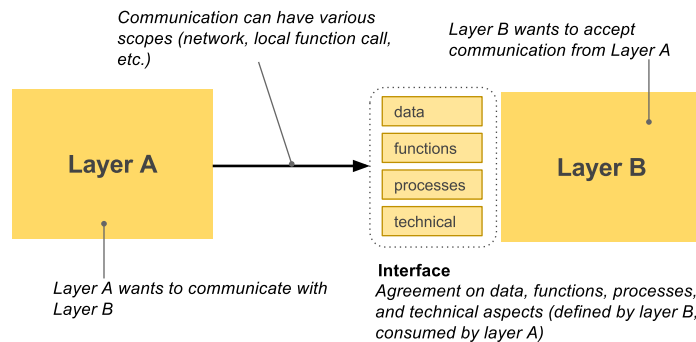 Communication can have various
scopes (network, local function call,
etc.)
Layer B wants to accept
communication from Layer A
Layer A
data
functions
processes
technical
Layer B
Layer A wants to communicate with
Layer B
Interface
Agreement on data, functions, processes,
and technical aspects (defined by layer B,
consumed by layer A)